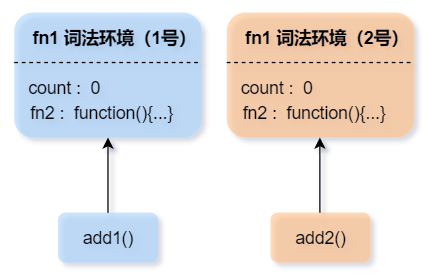 fn1 词法环境（1号）
count： 0
fn2： function(){...}
fn1 词法环境（2号）
count： 0
fn2： function(){...}
add1()
add2()